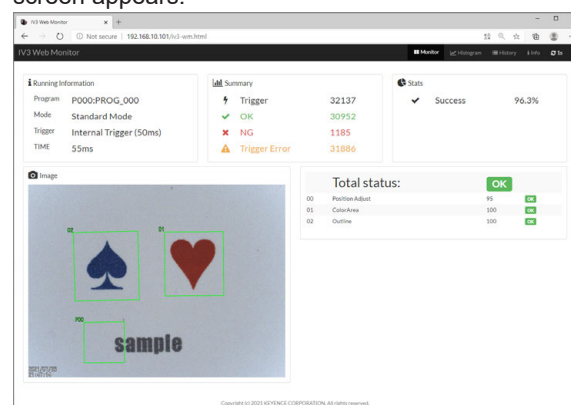 screen appears.
IV3 Web Monitor
Not secure | 192.168.10.101/iv3-wm.html
IV3 Web Monitor
Monitor Histogram History Info 1s
Running Information
Program P000:PROG_000
Mode Standard Mode
Trigger Internal Trigger (50ms)
TIME 55ms
Summary
Trigger 32137
OK 30952
NG 1185
Trigger Error 31886
Stats
Success 96.3%
Image
02
01
P00
sample
Total status: OK
00 Position Adjust 95 OK
01 ColorArea 100 OK
02 Outline 100 OK
Copyright (c) 2021 KEYENCE CORPORATION. All rights reserved.